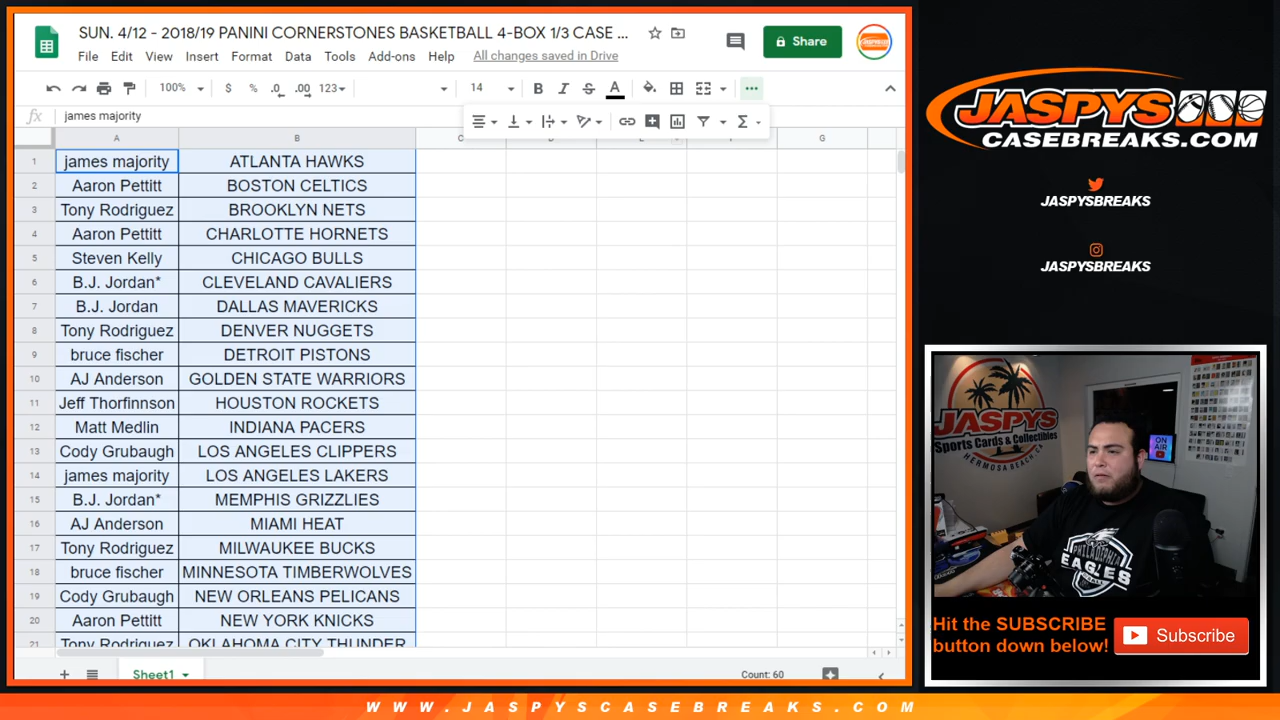 SUN. 4/12 - 2018/19 PANINI CORNERSTONES BASKETBALL 4-BOX 1/3 CASE ...
Share
File Edit View Insert Format Data Tools Add-ons Help All changes saved in Drive
100% $ % .0 .00 123 14 B I S A
fx james majority
A B C G
1 james majority ATLANTA HAWKS
2 Aaron Pettitt BOSTON CELTICS
3 Tony Rodriguez BROOKLYN NETS
4 Aaron Pettitt CHARLOTTE HORNETS
5 Steven Kelly CHICAGO BULLS
6 B.J. Jordan* CLEVELAND CAVALIERS
7 B.J. Jordan DALLAS MAVERICKS
8 Tony Rodriguez DENVER NUGGETS
9 bruce fischer DETROIT PISTONS
10 AJ Anderson GOLDEN STATE WARRIORS
11 Jeff Thorfinnson HOUSTON ROCKETS
12 Matt Medlin INDIANA PACERS
13 Cody Grubaugh LOS ANGELES CLIPPERS
14 james majority LOS ANGELES LAKERS
15 B.J. Jordan* MEMPHIS GRIZZLIES
16 AJ Anderson MIAMI HEAT
17 Tony Rodriguez MILWAUKEE BUCKS
18 bruce fischer MINNESOTA TIMBERWOLVES
19 Cody Grubaugh NEW ORLEANS PELICANS
20 Aaron Pettitt NEW YORK KNICKS
21 Tony Rodriguez OKLAHOMA CITY THUNDER
Sheet1
Count: 60
JASPYS
CASEBREAKS.COM
JASPYSBREAKS
JASPYSBREAKS
JASPYS
Sports Cards & Collectibles
HERMOSA BEACH, CA
ON
AIR
PHILADELPHIA
EAGLES
Hit the SUBSCRIBE
button down below!
Subscribe
WWW.JASPYSCASEBREAKS.COM